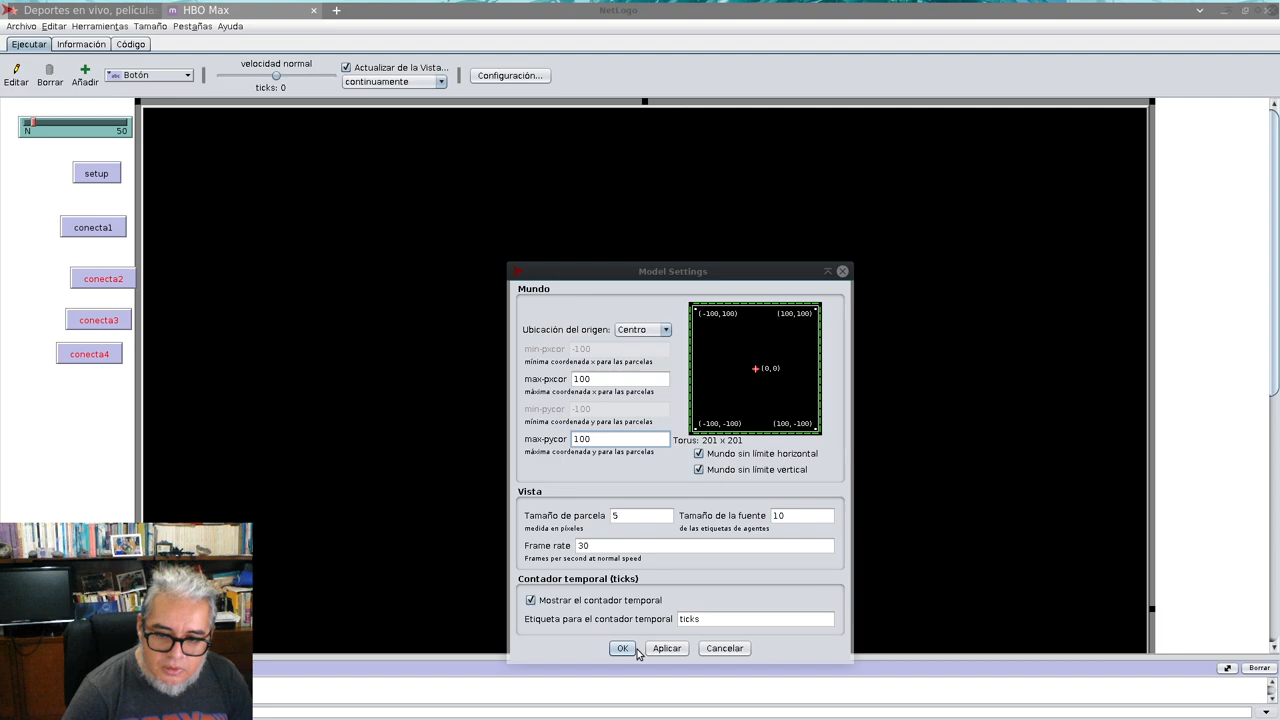 Deportes en vivo, película
HBO Max
NetLogo
Archivo Editar Herramientas Tamaño Pestañas Ayuda
Ejecutar Información Código
Editar Borrar Añadir
abc Botón
velocidad normal
ticks: 0
Actualizar de la Vista...
continuamente
Configuración...
N 50
setup
conecta1
conecta2
conecta3
conecta4
Model Settings
Mundo
Ubicación del origen: Centro
min-pxcor -100
mínima coordenada x para las parcelas
max-pxcor 100
máxima coordenada x para las parcelas
min-pycor -100
mínima coordenada y para las parcelas
max-pycor 100
máxima coordenada y para las parcelas
(-100,100) (100,100)
(0,0)
(-100,-100) (100,-100)
Torus: 201 x 201
Mundo sin límite horizontal
Mundo sin límite vertical
Vista
Tamaño de parcela 5
medida en píxeles
Tamaño de la fuente 10
de las etiquetas de agentes
Frame rate 30
Frames per second at normal speed
Contador temporal (ticks)
Mostrar el contador temporal
Etiqueta para el contador temporal ticks
OK Aplicar Cancelar
Borrar